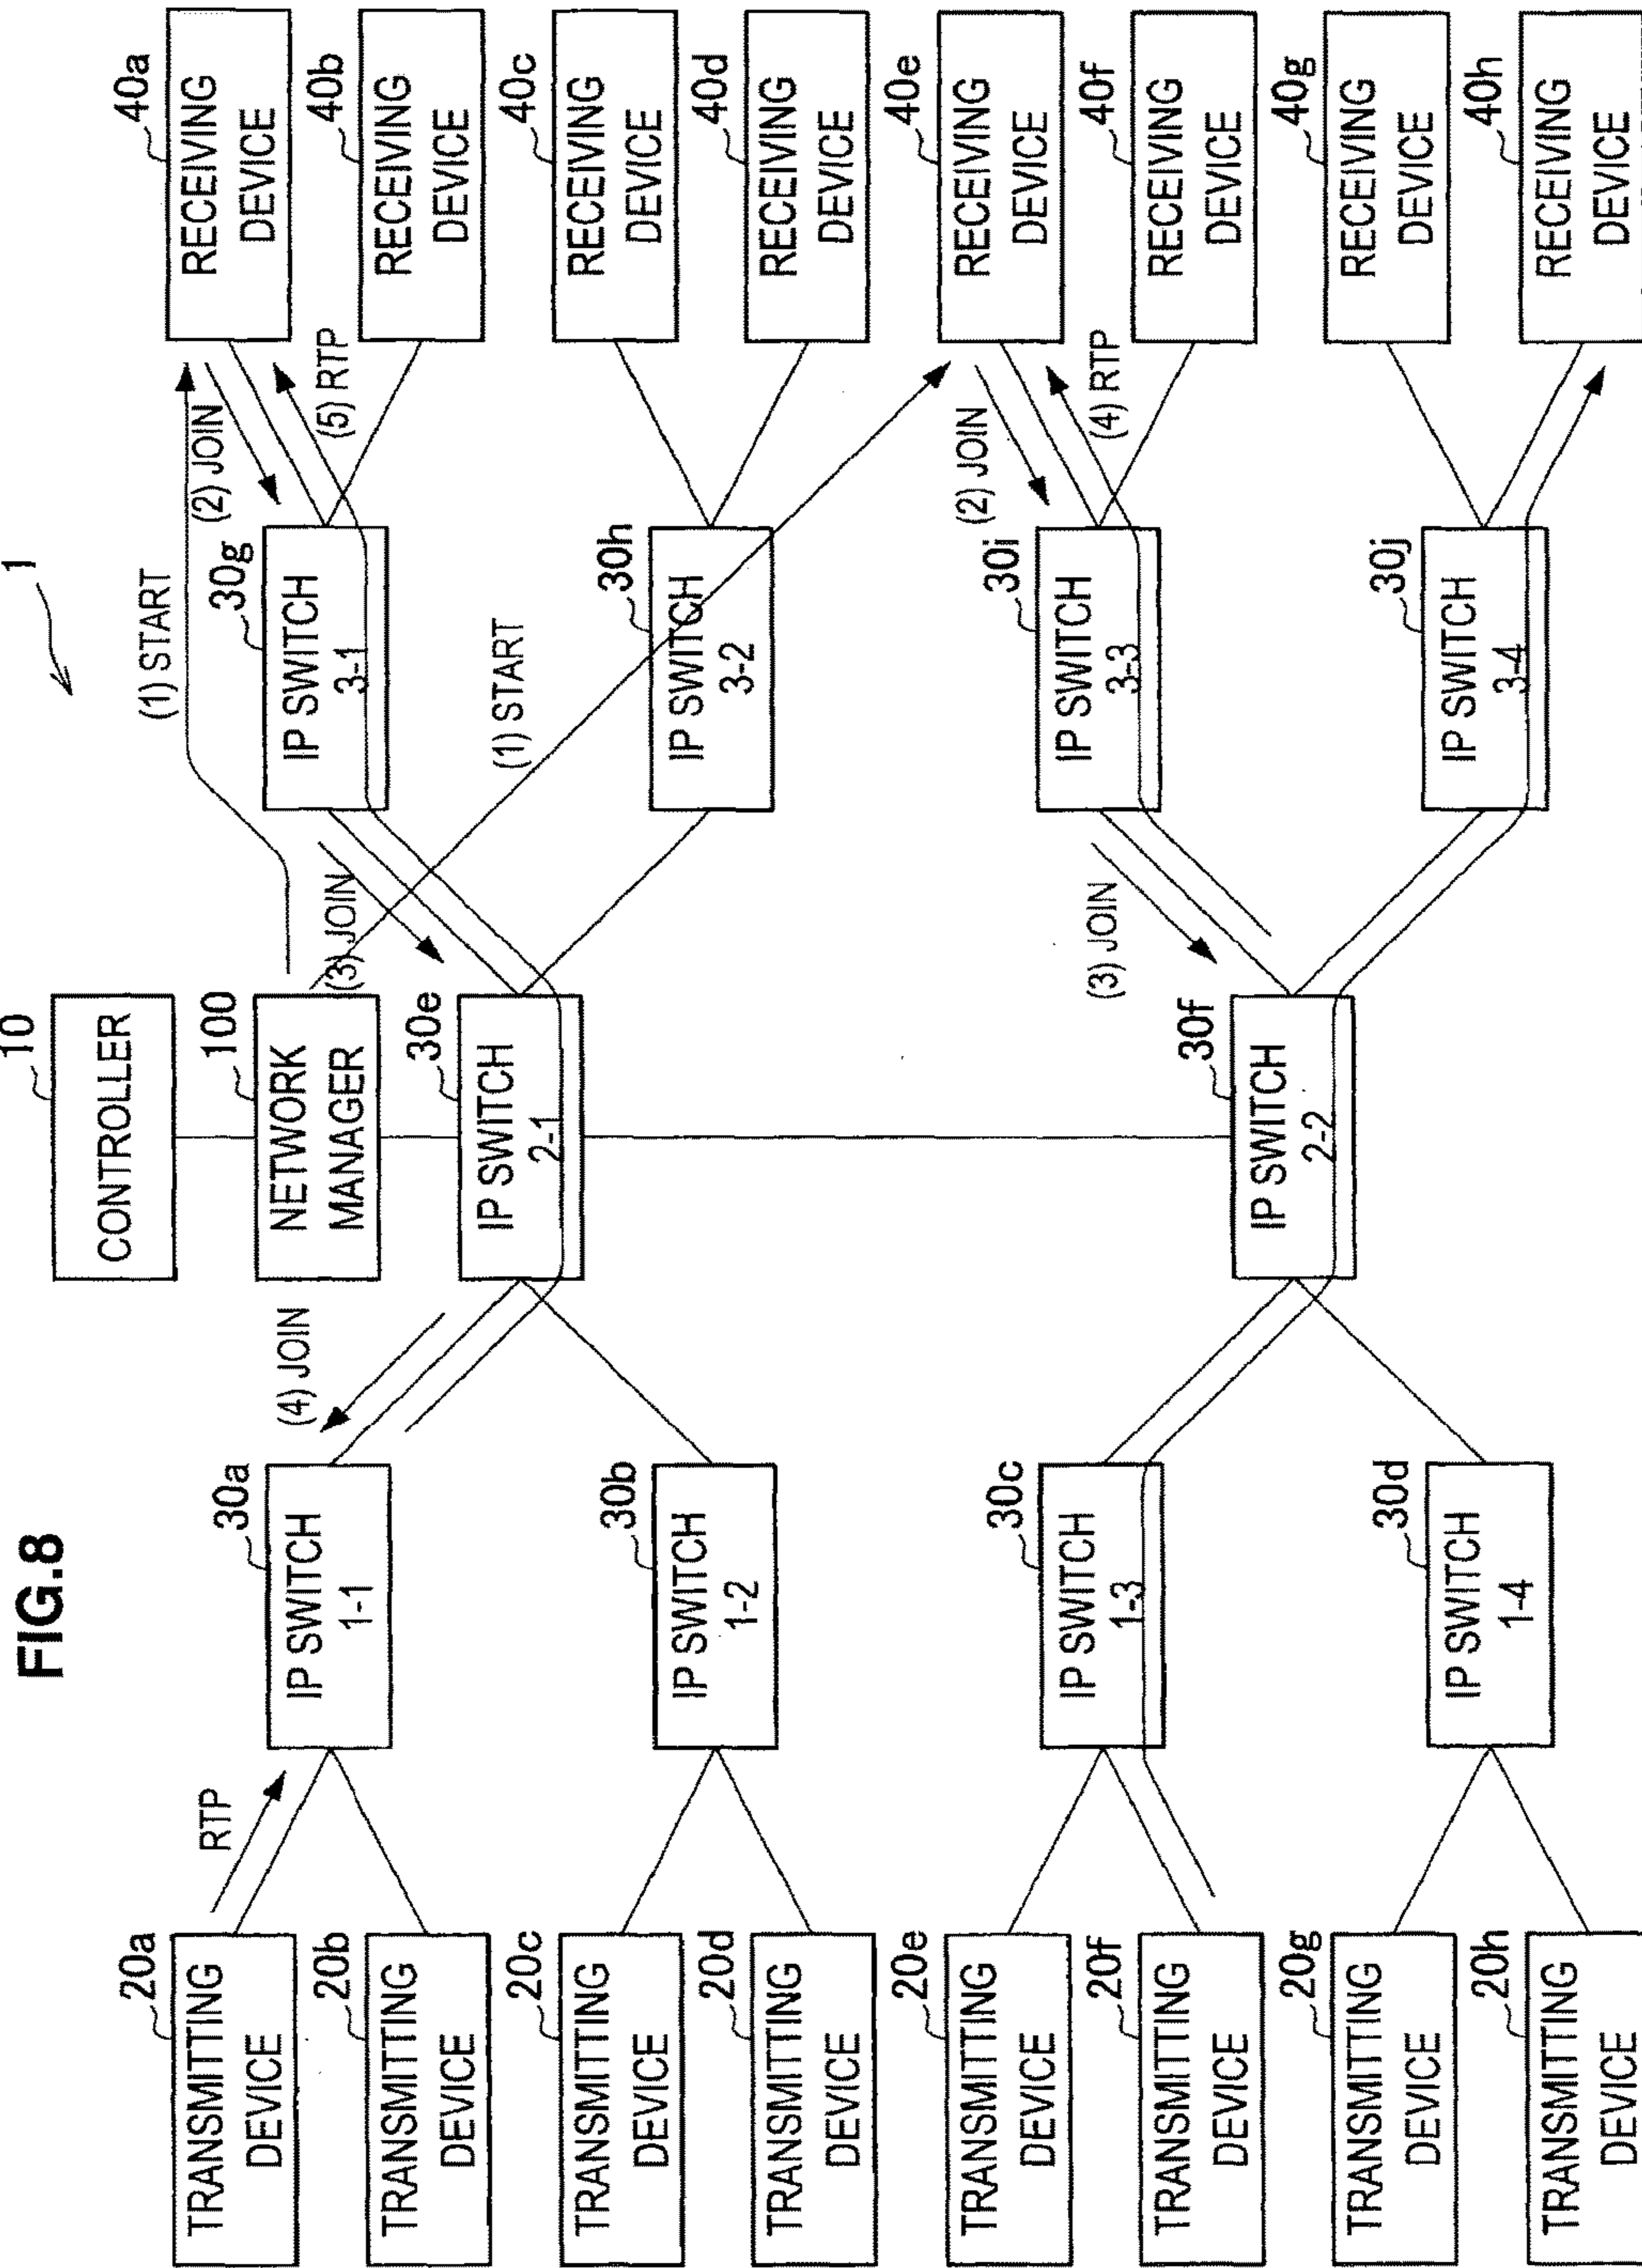 FIG.8
1
10
CONTROLLER
100
NETWORK
MANAGER
20a
TRANSMITTING
DEVICE
20b
TRANSMITTING
DEVICE
20c
TRANSMITTING
DEVICE
20d
TRANSMITTING
DEVICE
20e
TRANSMITTING
DEVICE
20f
TRANSMITTING
DEVICE
20g
TRANSMITTING
DEVICE
20h
TRANSMITTING
DEVICE
RTP
30a
IP SWITCH
1-1
30b
IP SWITCH
1-2
30c
IP SWITCH
1-3
30d
IP SWITCH
1-4
(4) JOIN
30e
IP SWITCH
2-1
30f
IP SWITCH
2-2
(3) JOIN
(3) JOIN
(1) START
(1) START
30g
IP SWITCH
3-1
30h
IP SWITCH
3-2
30i
IP SWITCH
3-3
30j
IP SWITCH
3-4
(2) JOIN
(5) RTP
(2) JOIN
(4) RTP
40a
RECEIVING
DEVICE
40b
RECEIVING
DEVICE
40c
RECEIVING
DEVICE
40d
RECEIVING
DEVICE
40e
RECEIVING
DEVICE
40f
RECEIVING
DEVICE
40g
RECEIVING
DEVICE
40h
RECEIVING
DEVICE